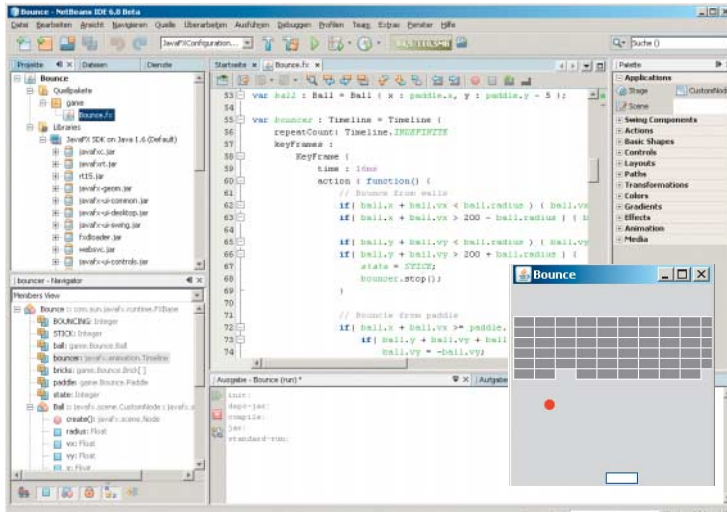 Bounce - NetBeans IDE 6.8 Beta
Datei Bearbeiten Ansicht Navigieren Quelle Überarbeiten Ausführen Debuggen Profilen Team Extras Fenster Hilfe
JavaFXConfiguration...
Suche ()
Projekte
Dateien
Dienste
Bounce
Quellpakete
game
Bounce.fx
Libraries
JavaFX SDK on Java 1.6 (Default)
javafxc.jar
javafxrt.jar
rt15.jar
javafx-geom.jar
javafx-ui-common.jar
javafx-ui-desktop.jar
javafx-ui-swing.jar
fxdloader.jar
websvc.jar
javafx-ui-controls.jar
bouncer - Navigator
Members View
Bounce :: com.sun.javafx.runtime.FXBase
BOUNCING: Integer
STICK: Integer
ball: game.Bounce.Ball
bouncer: javafx.animation.Timeline
bricks: game.Bounce.Brick[]
paddle: game.Bounce.Paddle
state: Integer
Ball :: javafx.scene.CustomNode : javafx.s
create(): javafx.scene.Node
radius: Float
vx: Float
vy: Float
x: Float
Startseite
Bounce.fx
53 var ball : Ball = Ball { x : paddle.x, y : paddle.y - 5 };
54
55 var bouncer : Timeline = Timeline {
56 repeatCount: Timeline.INDEFINITE
57 keyFrames :
58 KeyFrame {
59 time : 16ms
60 action : function() {
61 // Bounce from walls
62 if( ball.x + ball.vx < ball.radius ) { ball.vx
63 if( ball.x + ball.vx > 200 - ball.radius ) { b
64
65 if( ball.y + ball.vy < ball.radius ) { ball.vy
66 if( ball.y + ball.vy > 200 + ball.radius ) {
67 state = STICK;
68 bouncer.stop();
69 }
70
71 // Bouncie from paddle
72 if( ball.x + ball.vx >= paddle.
73 if( ball.y + ball.vy +
74 ball.vy = -ball.vy;
Ausgabe - Bounce (run)
Aufgabe
init:
deps-jar:
compile:
jar:
standard-run:
Palette
Applications
Stage
CustomNod
Scene
Swing Components
Actions
Basic Shapes
Controls
Layouts
Paths
Transformations
Colors
Gradients
Effects
Animation
Media
Bounce